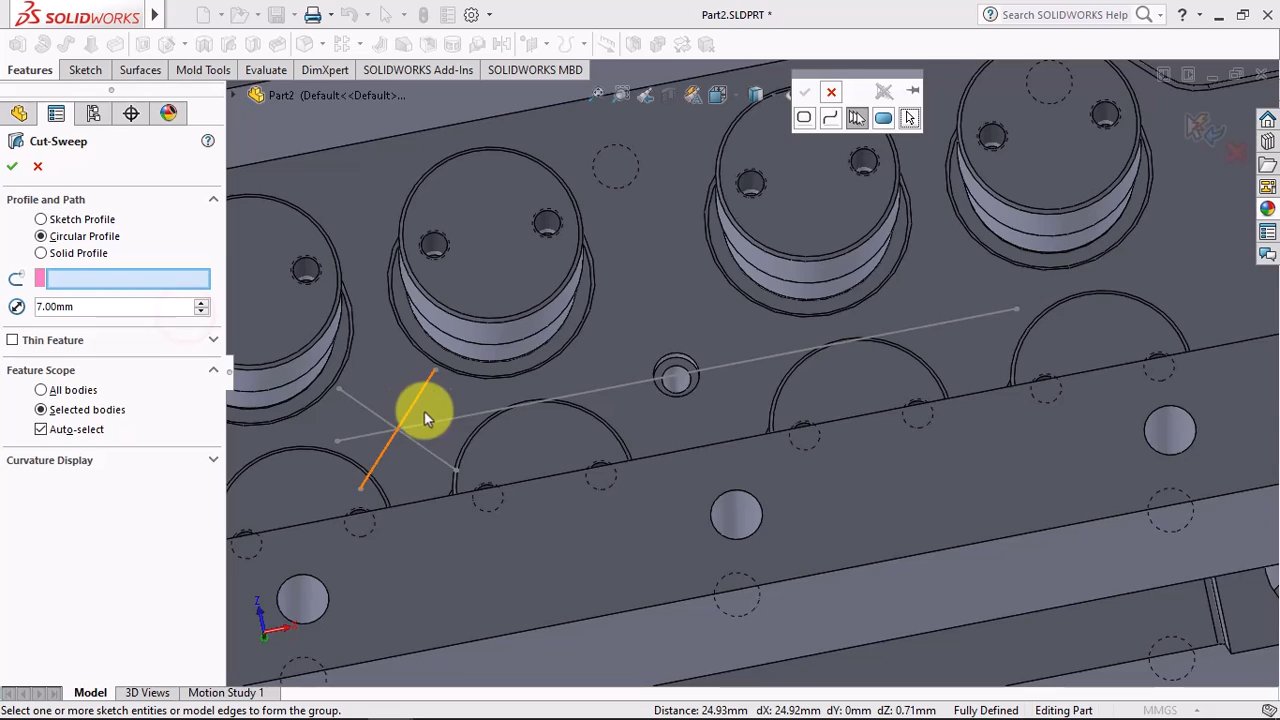 SOLIDWORKS
Part2.SLDPRT *
Search SOLIDWORKS Help
?
Features
Sketch
Surfaces
Mold Tools
Evaluate
DimXpert
SOLIDWORKS Add-Ins
SOLIDWORKS MBD
Part2 (Default<<Default>...
Cut-Sweep
?
Profile and Path
Sketch Profile
Circular Profile
Solid Profile
7.00mm
Thin Feature
Feature Scope
All bodies
Selected bodies
Auto-select
Curvature Display
Z
Model
3D Views
Motion Study 1
Select one or more sketch entities or model edges to form the group.
Distance: 24.93mm dX: 24.92mm dY: 0mm dZ: 0.71mm Fully Defined Editing Part MMGS